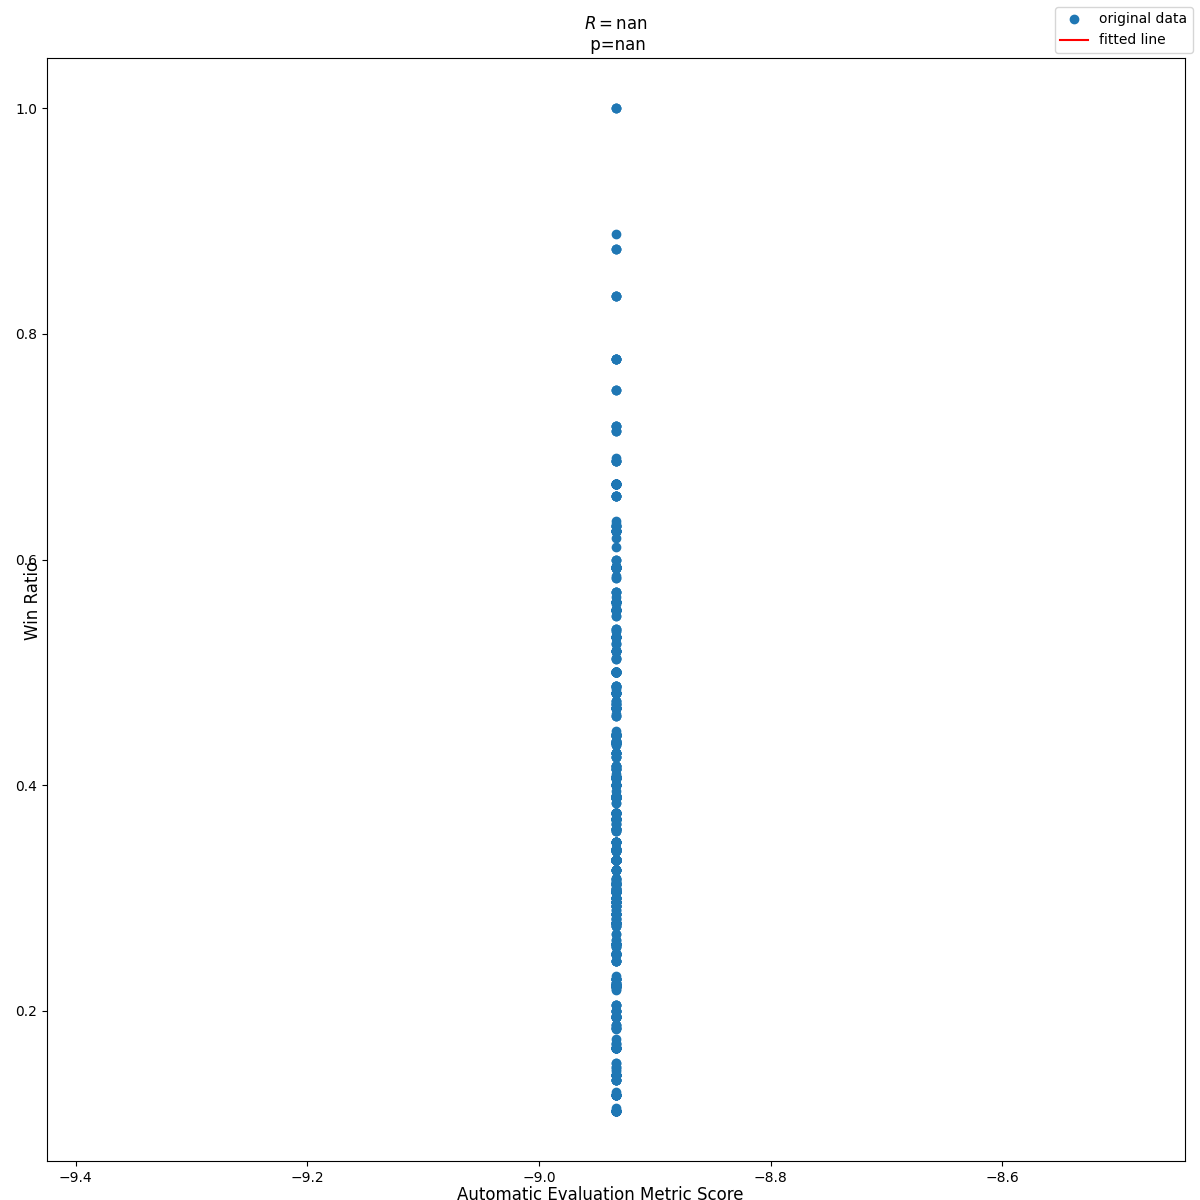 R = nan
p=nan
original data
fitted line
1.0
0.8
0.6
0.4
0.2
Win Ratio
−9.4
−9.2
−9.0
−8.8
−8.6
Automatic Evaluation Metric Score